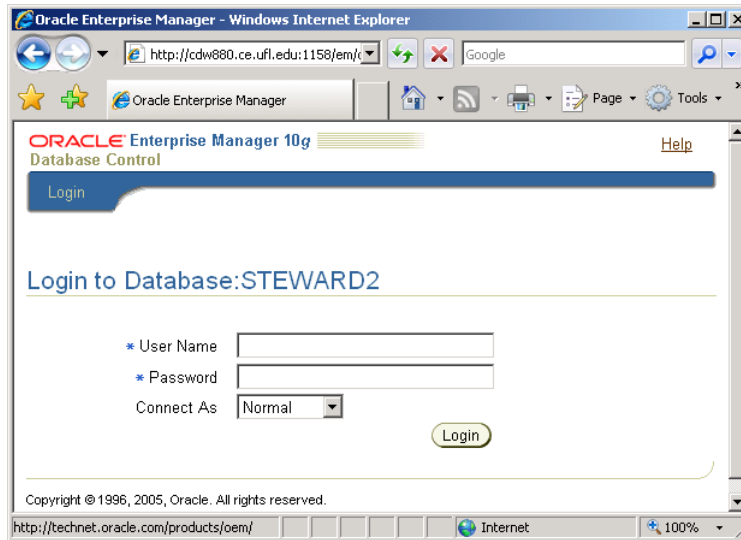 Oracle Enterprise Manager - Windows Internet Explorer
http://cdw880.ce.ufl.edu:1158/em/c
Google
Oracle Enterprise Manager
Page
Tools
ORACLE Enterprise Manager 10g
Database Control
Help
Login
Login to Database:STEWARD2
* User Name
* Password
Connect As Normal
Login
Copyright © 1996, 2005, Oracle. All rights reserved.
http://technet.oracle.com/products/oem/ Internet 100%